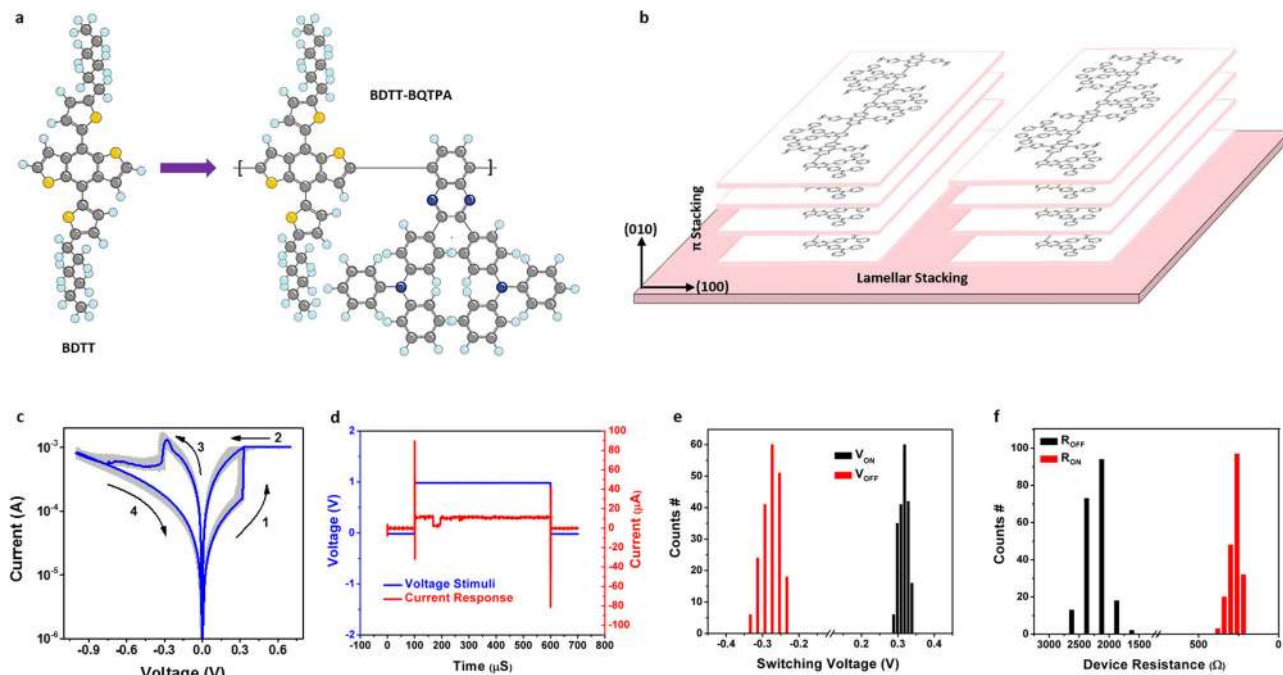 a
BDTT-BQTPA
[
]
BDTT
b
(010)
π Stacking
Lamellar Stacking
(100)
c
10⁻³
10⁻⁴
10⁻⁵
10⁻⁶
Current (A)
3
2
1
4
-0.9 -0.6 -0.3 0.0 0.3 0.6
Voltage (V)
d
Voltage (V)
2
1
0
-1
-2
Voltage Stimuli
Current Response
100
80
60
40
20
0
-20
-40
-60
-80
-100
Current (μA)
0 100 200 300 400 500 600 700 800
Time (μS)
e
Counts #
60
50
40
30
20
10
0
V_ON
V_OFF
-0.3 0.2 0.3 0.4
Switching Voltage (V)
f
Counts #
100
80
60
40
20
0
R_OFF
R_ON
3000 2500 2000 1500 500 0
Device Resistance (Ω)